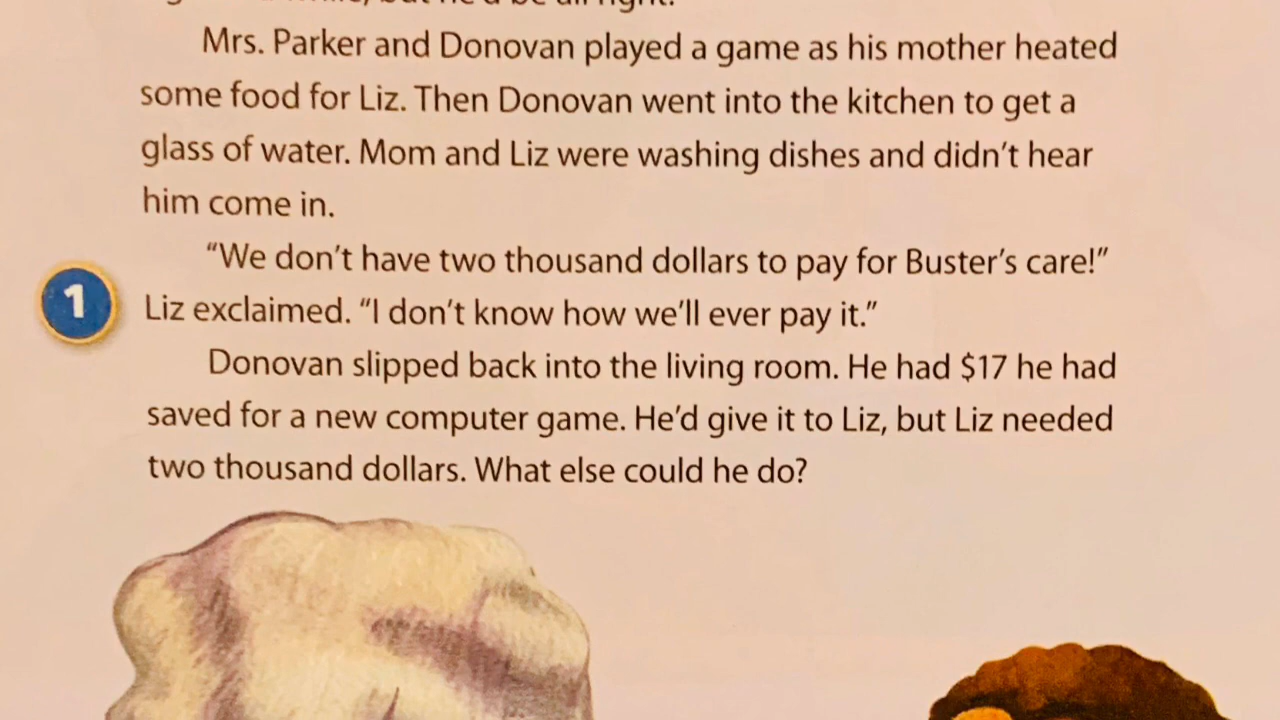 Mrs. Parker and Donovan played a game as his mother heated
some food for Liz. Then Donovan went into the kitchen to get a
glass of water. Mom and Liz were washing dishes and didn’t hear
him come in.
“We don’t have two thousand dollars to pay for Buster’s care!”
1
Liz exclaimed. “I don’t know how we’ll ever pay it.”
Donovan slipped back into the living room. He had $17 he had
saved for a new computer game. He’d give it to Liz, but Liz needed
two thousand dollars. What else could he do?